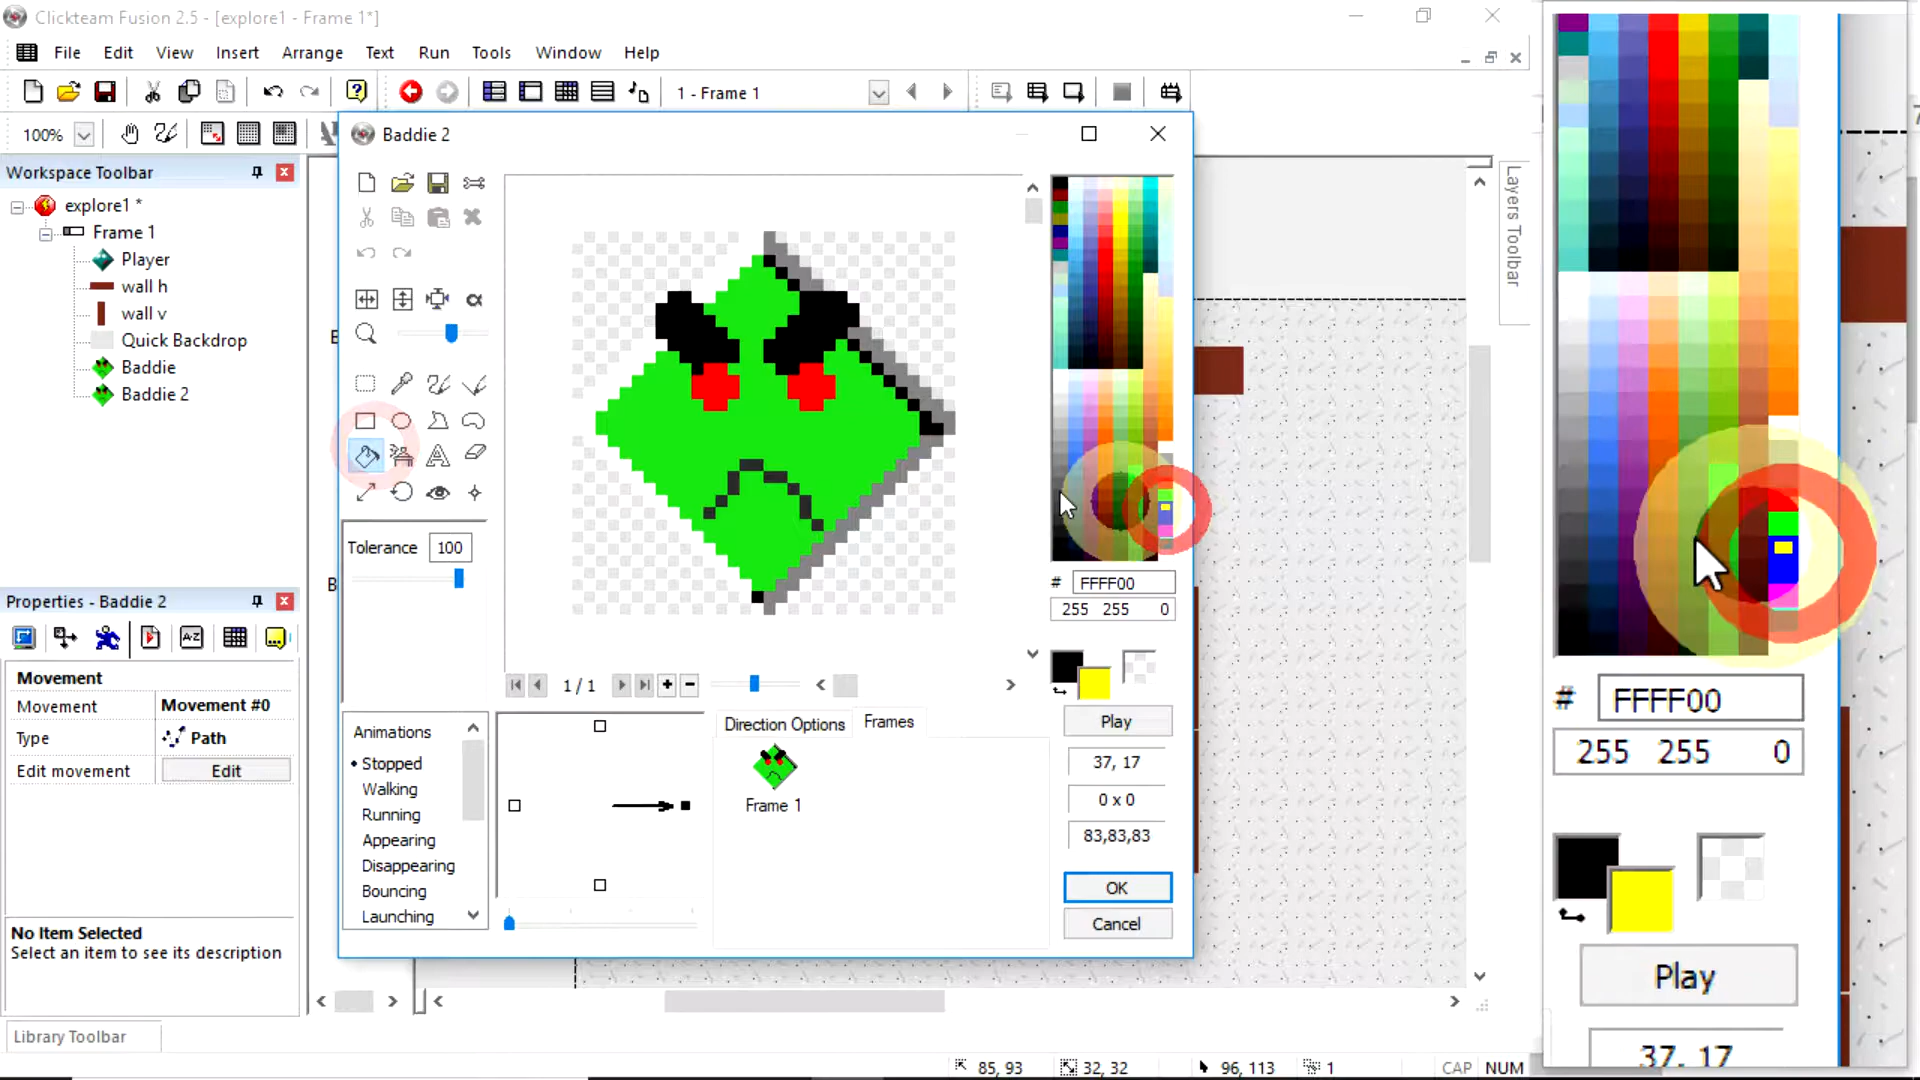 Clickteam Fusion 2.5 - [explore1 - Frame 1*]
File Edit View Insert Arrange Text Run Tools Window Help
1 - Frame 1
100%
Baddie 2
Workspace Toolbar
explore1 *
Frame 1
Player
wall h
wall v
Quick Backdrop
Baddie
Baddie 2
Layers Toolbar
Tolerance 100
# FFFF00
255 255 0
# FFFF00
255 255 0
Properties - Baddie 2
Movement
Movement Movement #0
Type Path
Edit movement Edit
No Item Selected
Select an item to see its description
1 / 1
Animations
Stopped
Walking
Running
Appearing
Disappearing
Bouncing
Launching
Direction Options Frames
Frame 1
Play
37, 17
0 x 0
83,83,83
OK
Cancel
Play
37, 17
Library Toolbar
85, 93 32, 32 96, 113 1 CAP NUM